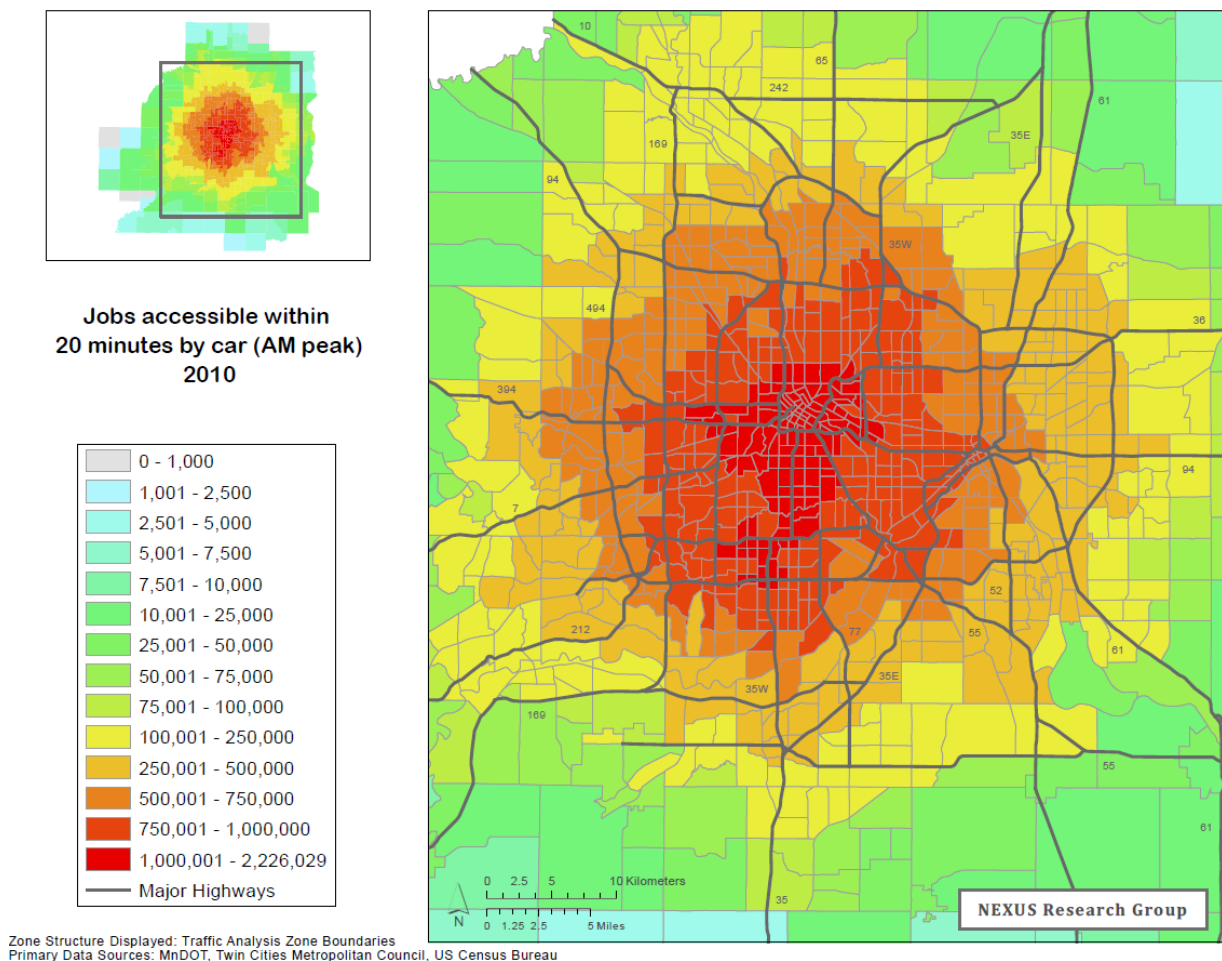 Jobs accessible within
20 minutes by car (AM peak)
2010
0 - 1,000
1,001 - 2,500
2,501 - 5,000
5,001 - 7,500
7,501 - 10,000
10,001 - 25,000
25,001 - 50,000
50,001 - 75,000
75,001 - 100,000
100,001 - 250,000
250,001 - 500,000
500,001 - 750,000
750,001 - 1,000,000
1,000,001 - 2,226,029
Major Highways
10
65
242
61
35E
169
94
35W
494
36
394
94
7
52
212
77
55
61
35E
35W
169
55
61
35
0 2.5 5 10 Kilometers
0 1.25 2.5 5 Miles
N
NEXUS Research Group
Zone Structure Displayed: Traffic Analysis Zone Boundaries
Primary Data Sources: MnDOT, Twin Cities Metropolitan Council, US Census Bureau